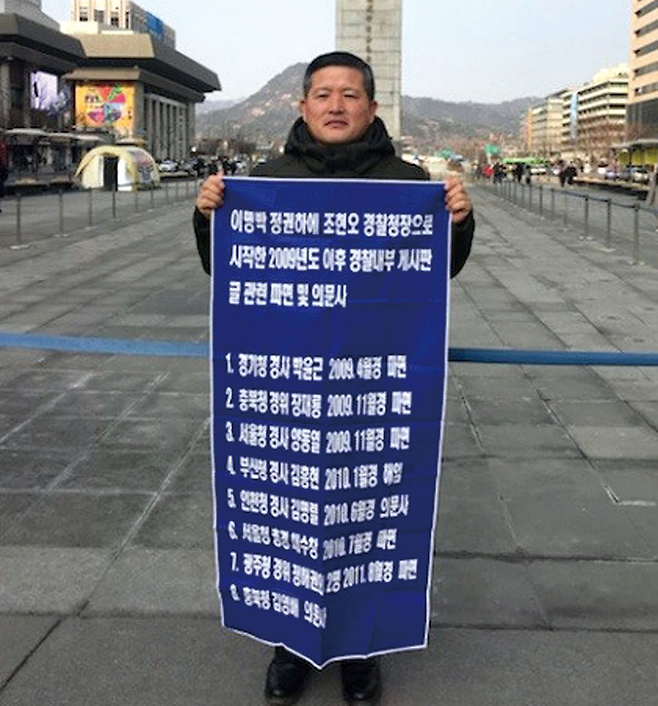 이명박 정권하에 조현오 경찰청장으로
시작한 2009년도 이후 경찰내부 게시판
글 관련 파면 및 의문사
1. 경기청 경사 박윤근 2009. 4월경 파면
2. 충북청 경위 장재룡 2009. 11월경 파면
3. 서울청 경사 양동열 2009. 11월경 파면
4. 부산청 경사 김홍현 2010. 1월경 해임
5. 인천청 경사 김명렬 2010. 6월경 의문사
6. 서울청 총경 채수창 2010. 7월경 파면
7. 광주청 경위 정해권외 2명 2011. 8월경 파면
8. 충북청 김영배 의문사